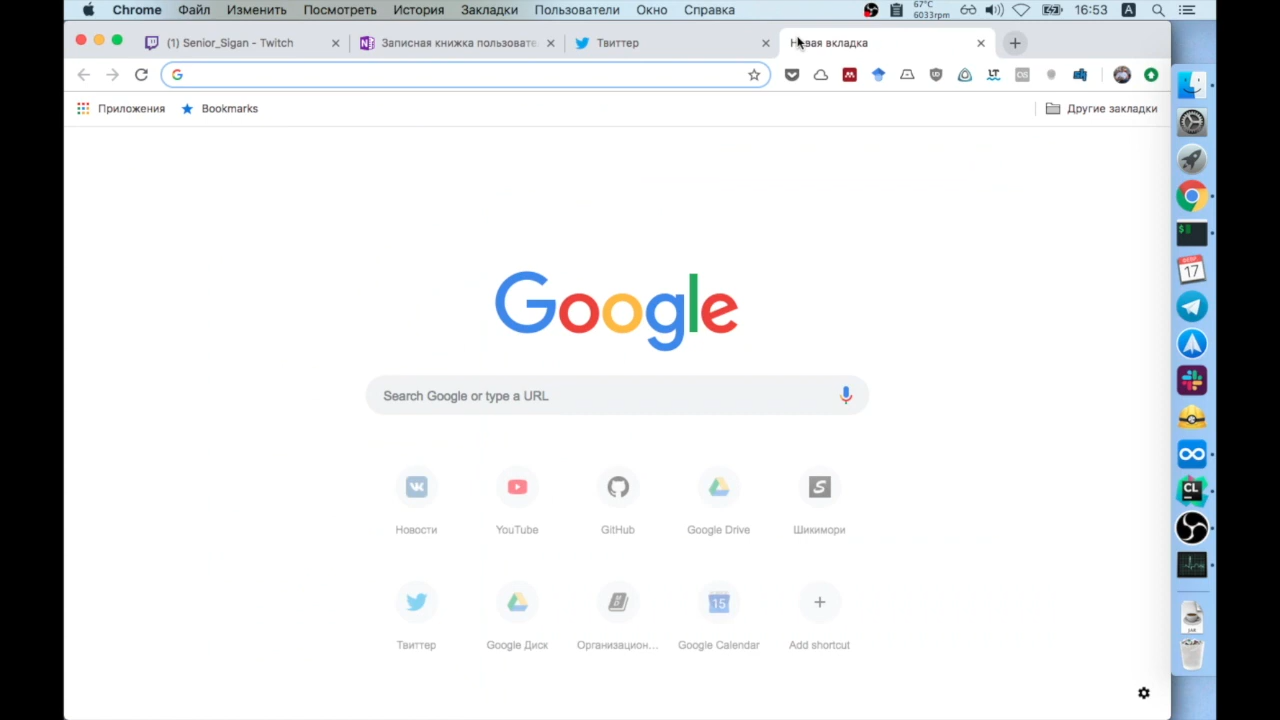 Chrome Файл Изменить Посмотреть История Закладки Пользователи Окно Справка 67°C 6033rpm 16:53 A
(1) Senior_Sigan - Twitch Записная книжка пользовате Твиттер Новая вкладка
Приложения Bookmarks Другие закладки
Google
Search Google or type a URL
Новости YouTube GitHub Google Drive Шикимори
Твиттер Google Диск Организацион... Google Calendar Add shortcut